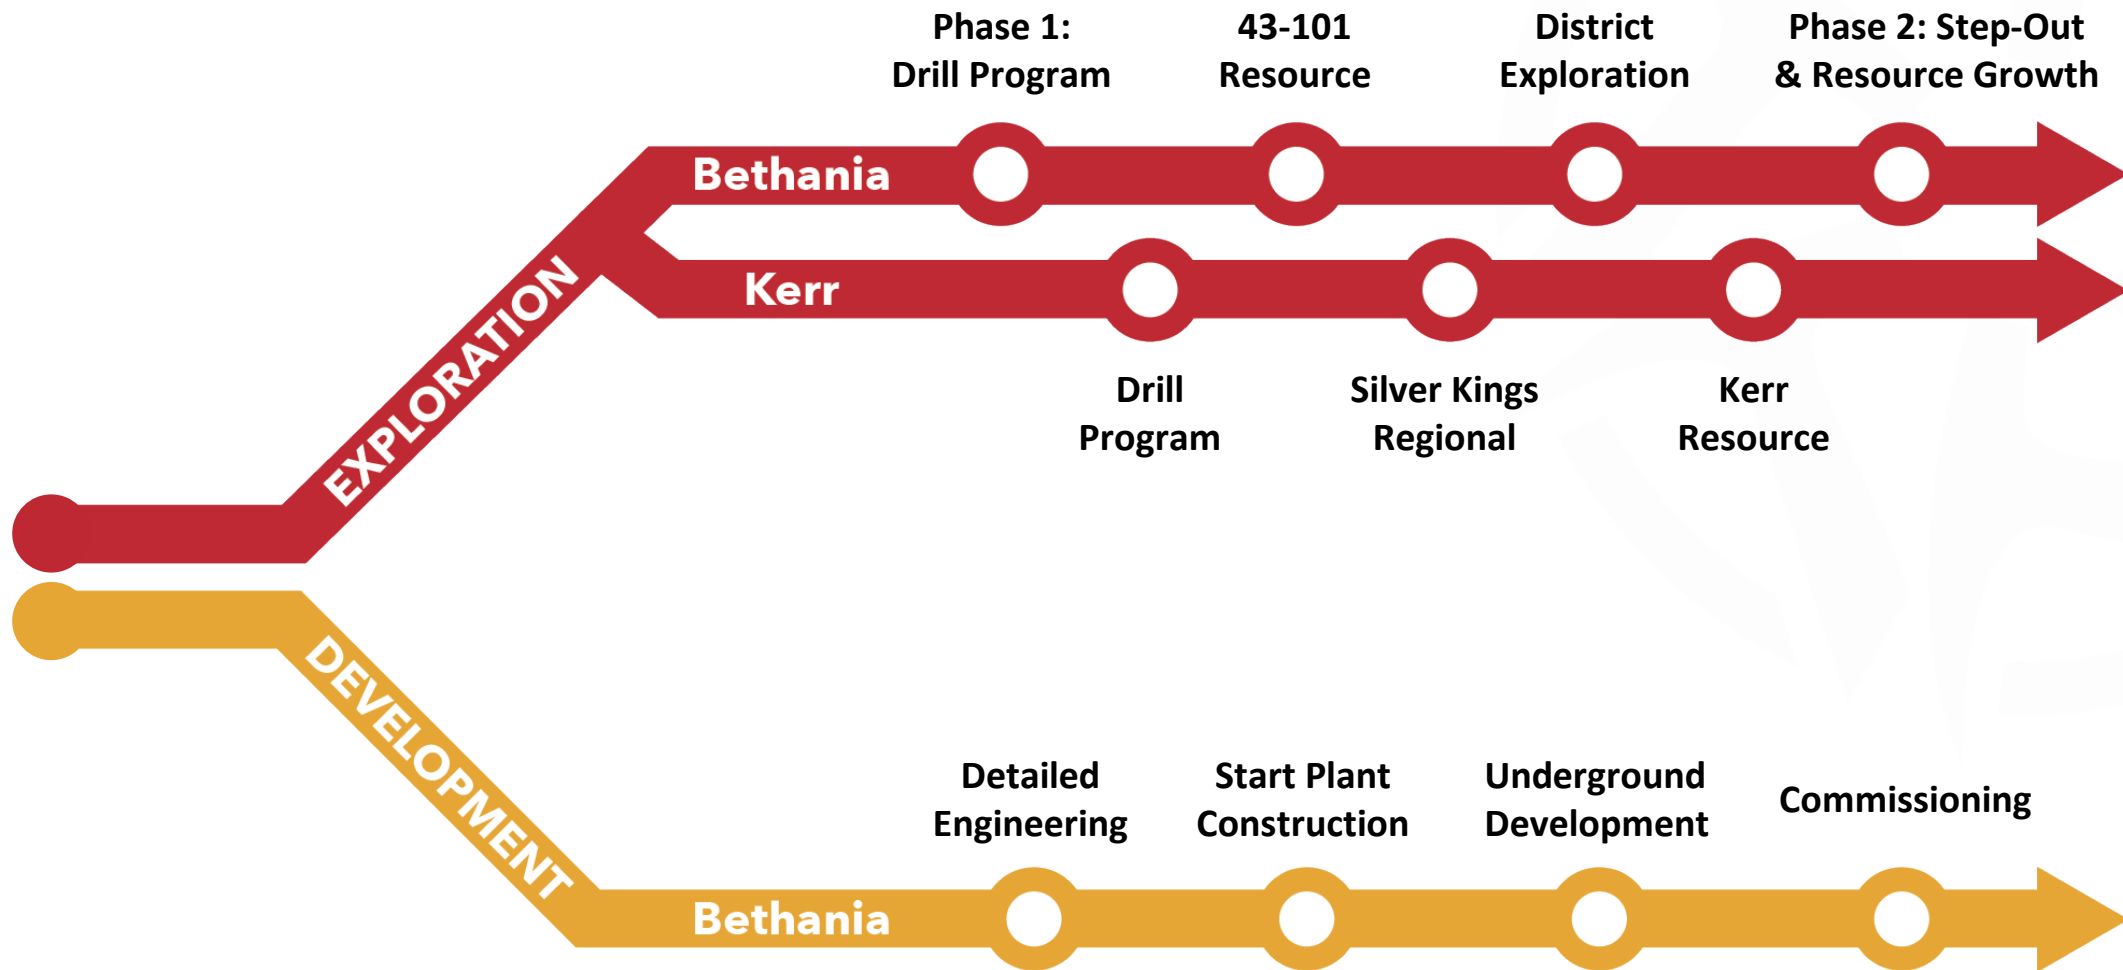 Phase 1:
Drill Program
43-101
Resource
District
Exploration
Phase 2: Step-Out
& Resource Growth
Bethania
Kerr
EXPLORATION
Drill
Program
Silver Kings
Regional
Kerr
Resource
DEVELOPMENT
Detailed
Engineering
Start Plant
Construction
Underground
Development
Commissioning
Bethania